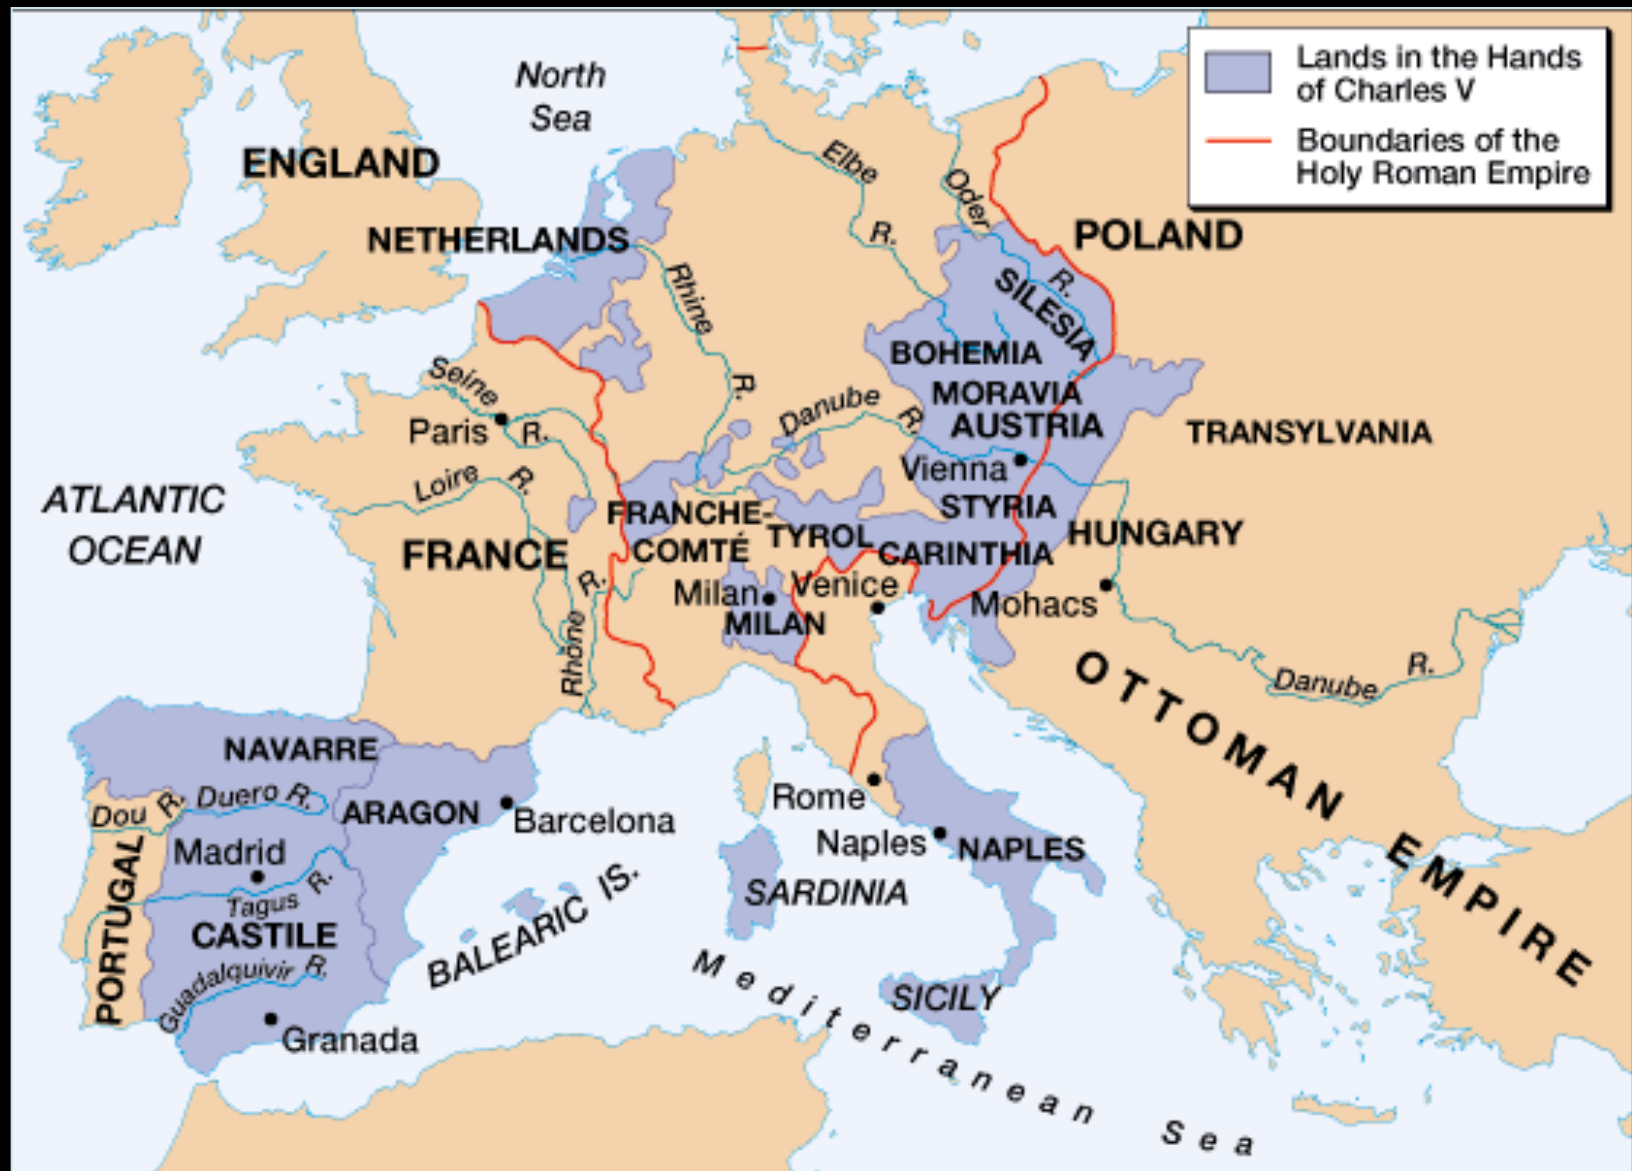 Lands in the Hands
of Charles V
Boundaries of the
Holy Roman Empire
North
Sea
ENGLAND
Elbe
R.
Oder
R.
POLAND
NETHERLANDS
Rhine
R.
SILESIA
BOHEMIA
MORAVIA
AUSTRIA
Seine
R.
Paris
Danube
R.
TRANSYLVANIA
Vienna
Loire
R.
ATLANTIC
OCEAN
STYRIA
FRANCHE-
COMTÉ
TYROL
HUNGARY
FRANCE
CARINTHIA
Milan
Venice
Mohacs
MILAN
Rhône
R.
OTTOMAN EMPIRE
Danube
R.
NAVARRE
Dou
R.
Duero R.
ARAGON
Barcelona
Rome
Madrid
Naples
NAPLES
PORTUGAL
Tagus
R.
BALEARIC IS.
SARDINIA
CASTILE
Guadalquivir R.
SICILY
Granada
Mediterranean Sea